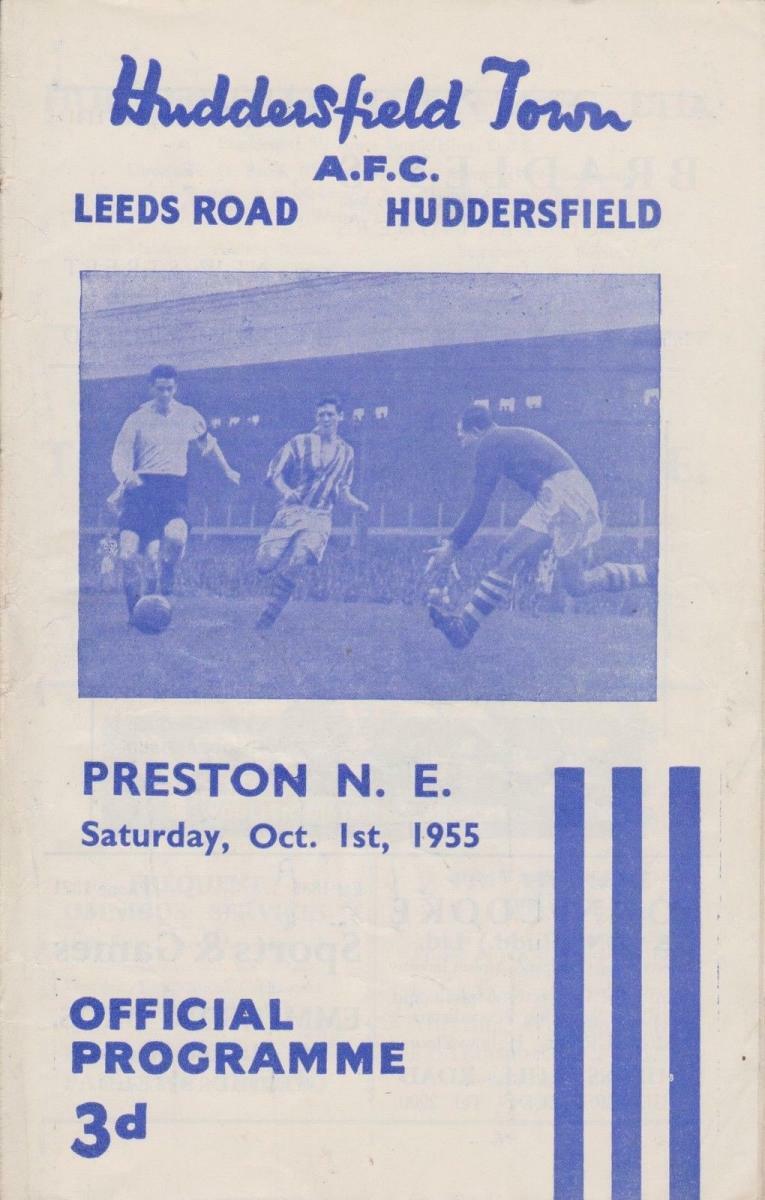 Huddersfield Town
A.F.C.
LEEDS ROAD HUDDERSFIELD
PRESTON N. E.
Saturday, Oct. 1st, 1955
OFFICIAL
PROGRAMME
3d